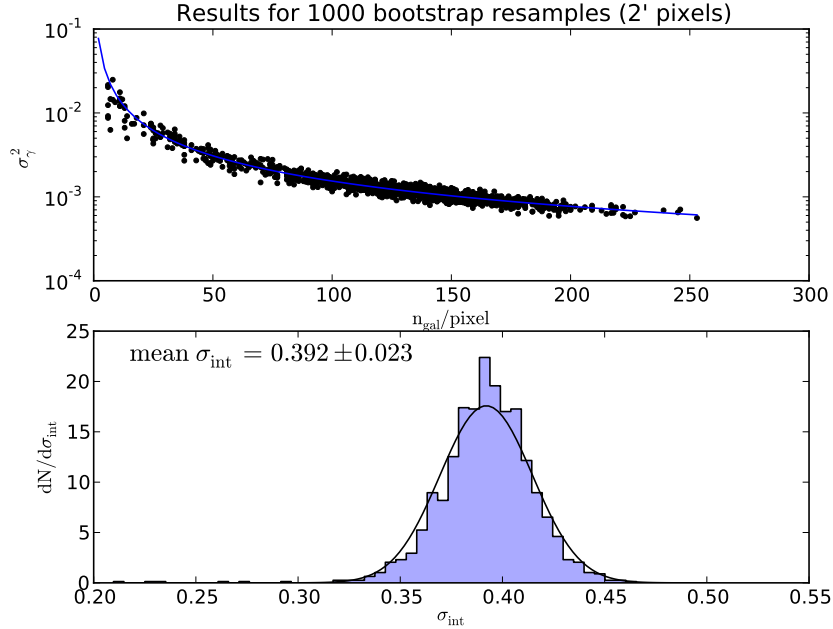 Results for 1000 bootstrap resamples (2' pixels)
10⁻¹
10⁻²
10⁻³
10⁻⁴
σ²ᵧ
0 50 100 150 200 250 300
n_gal/pixel
25
20
15
10
5
0
dN/dσ_int
mean σ_int = 0.392±0.023
0.20 0.25 0.30 0.35 0.40 0.45 0.50 0.55
σ_int